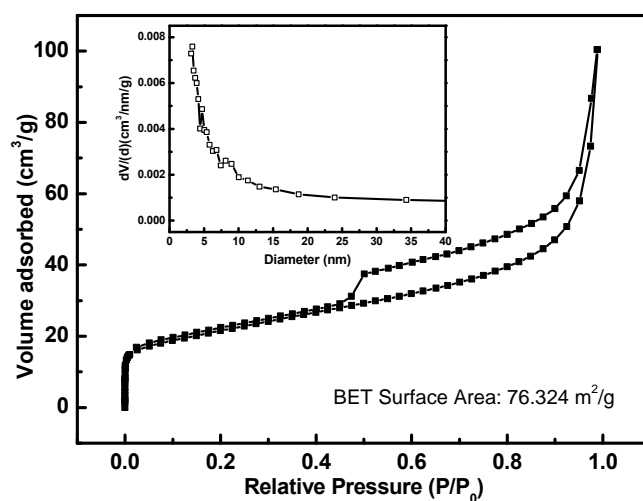 100
80
60
40
20
0
Volume adsorbed (cm³/g)
0.0 0.2 0.4 0.6 0.8 1.0
Relative Pressure (P/P₀)
BET Surface Area: 76.324 m²/g
0.008
0.006
0.004
0.002
0.000
dV/(d)(cm³/nm/g)
0 5 10 15 20 25 30 35 40
Diameter (nm)